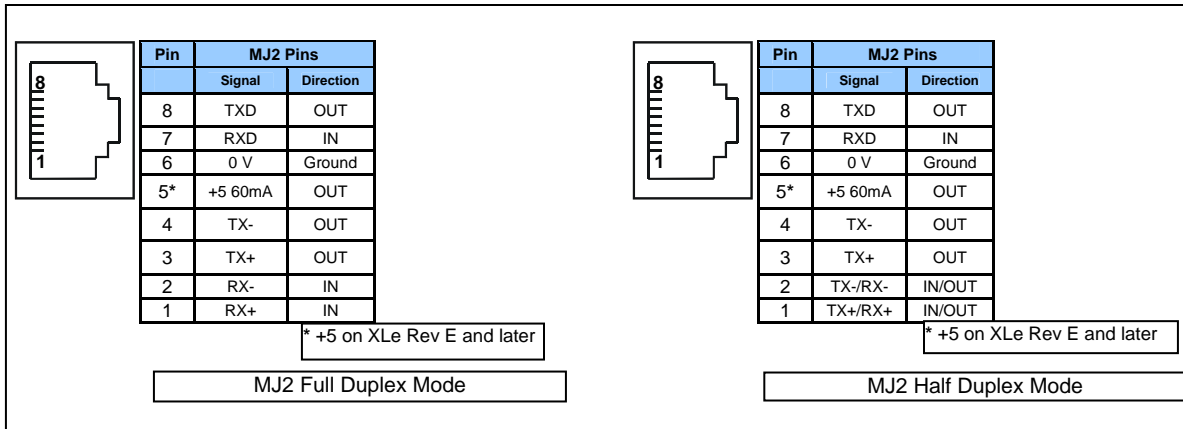 8
1
Pin MJ2 Pins
Signal Direction
8 TXD OUT
7 RXD IN
6 0 V Ground
5* +5 60mA OUT
4 TX- OUT
3 TX+ OUT
2 RX- IN
1 RX+ IN
* +5 on XLe Rev E and later
MJ2 Full Duplex Mode
8
1
Pin MJ2 Pins
Signal Direction
8 TXD OUT
7 RXD IN
6 0 V Ground
5* +5 60mA OUT
4 TX- OUT
3 TX+ OUT
2 TX-/RX- IN/OUT
1 TX+/RX+ IN/OUT
* +5 on XLe Rev E and later
MJ2 Half Duplex Mode